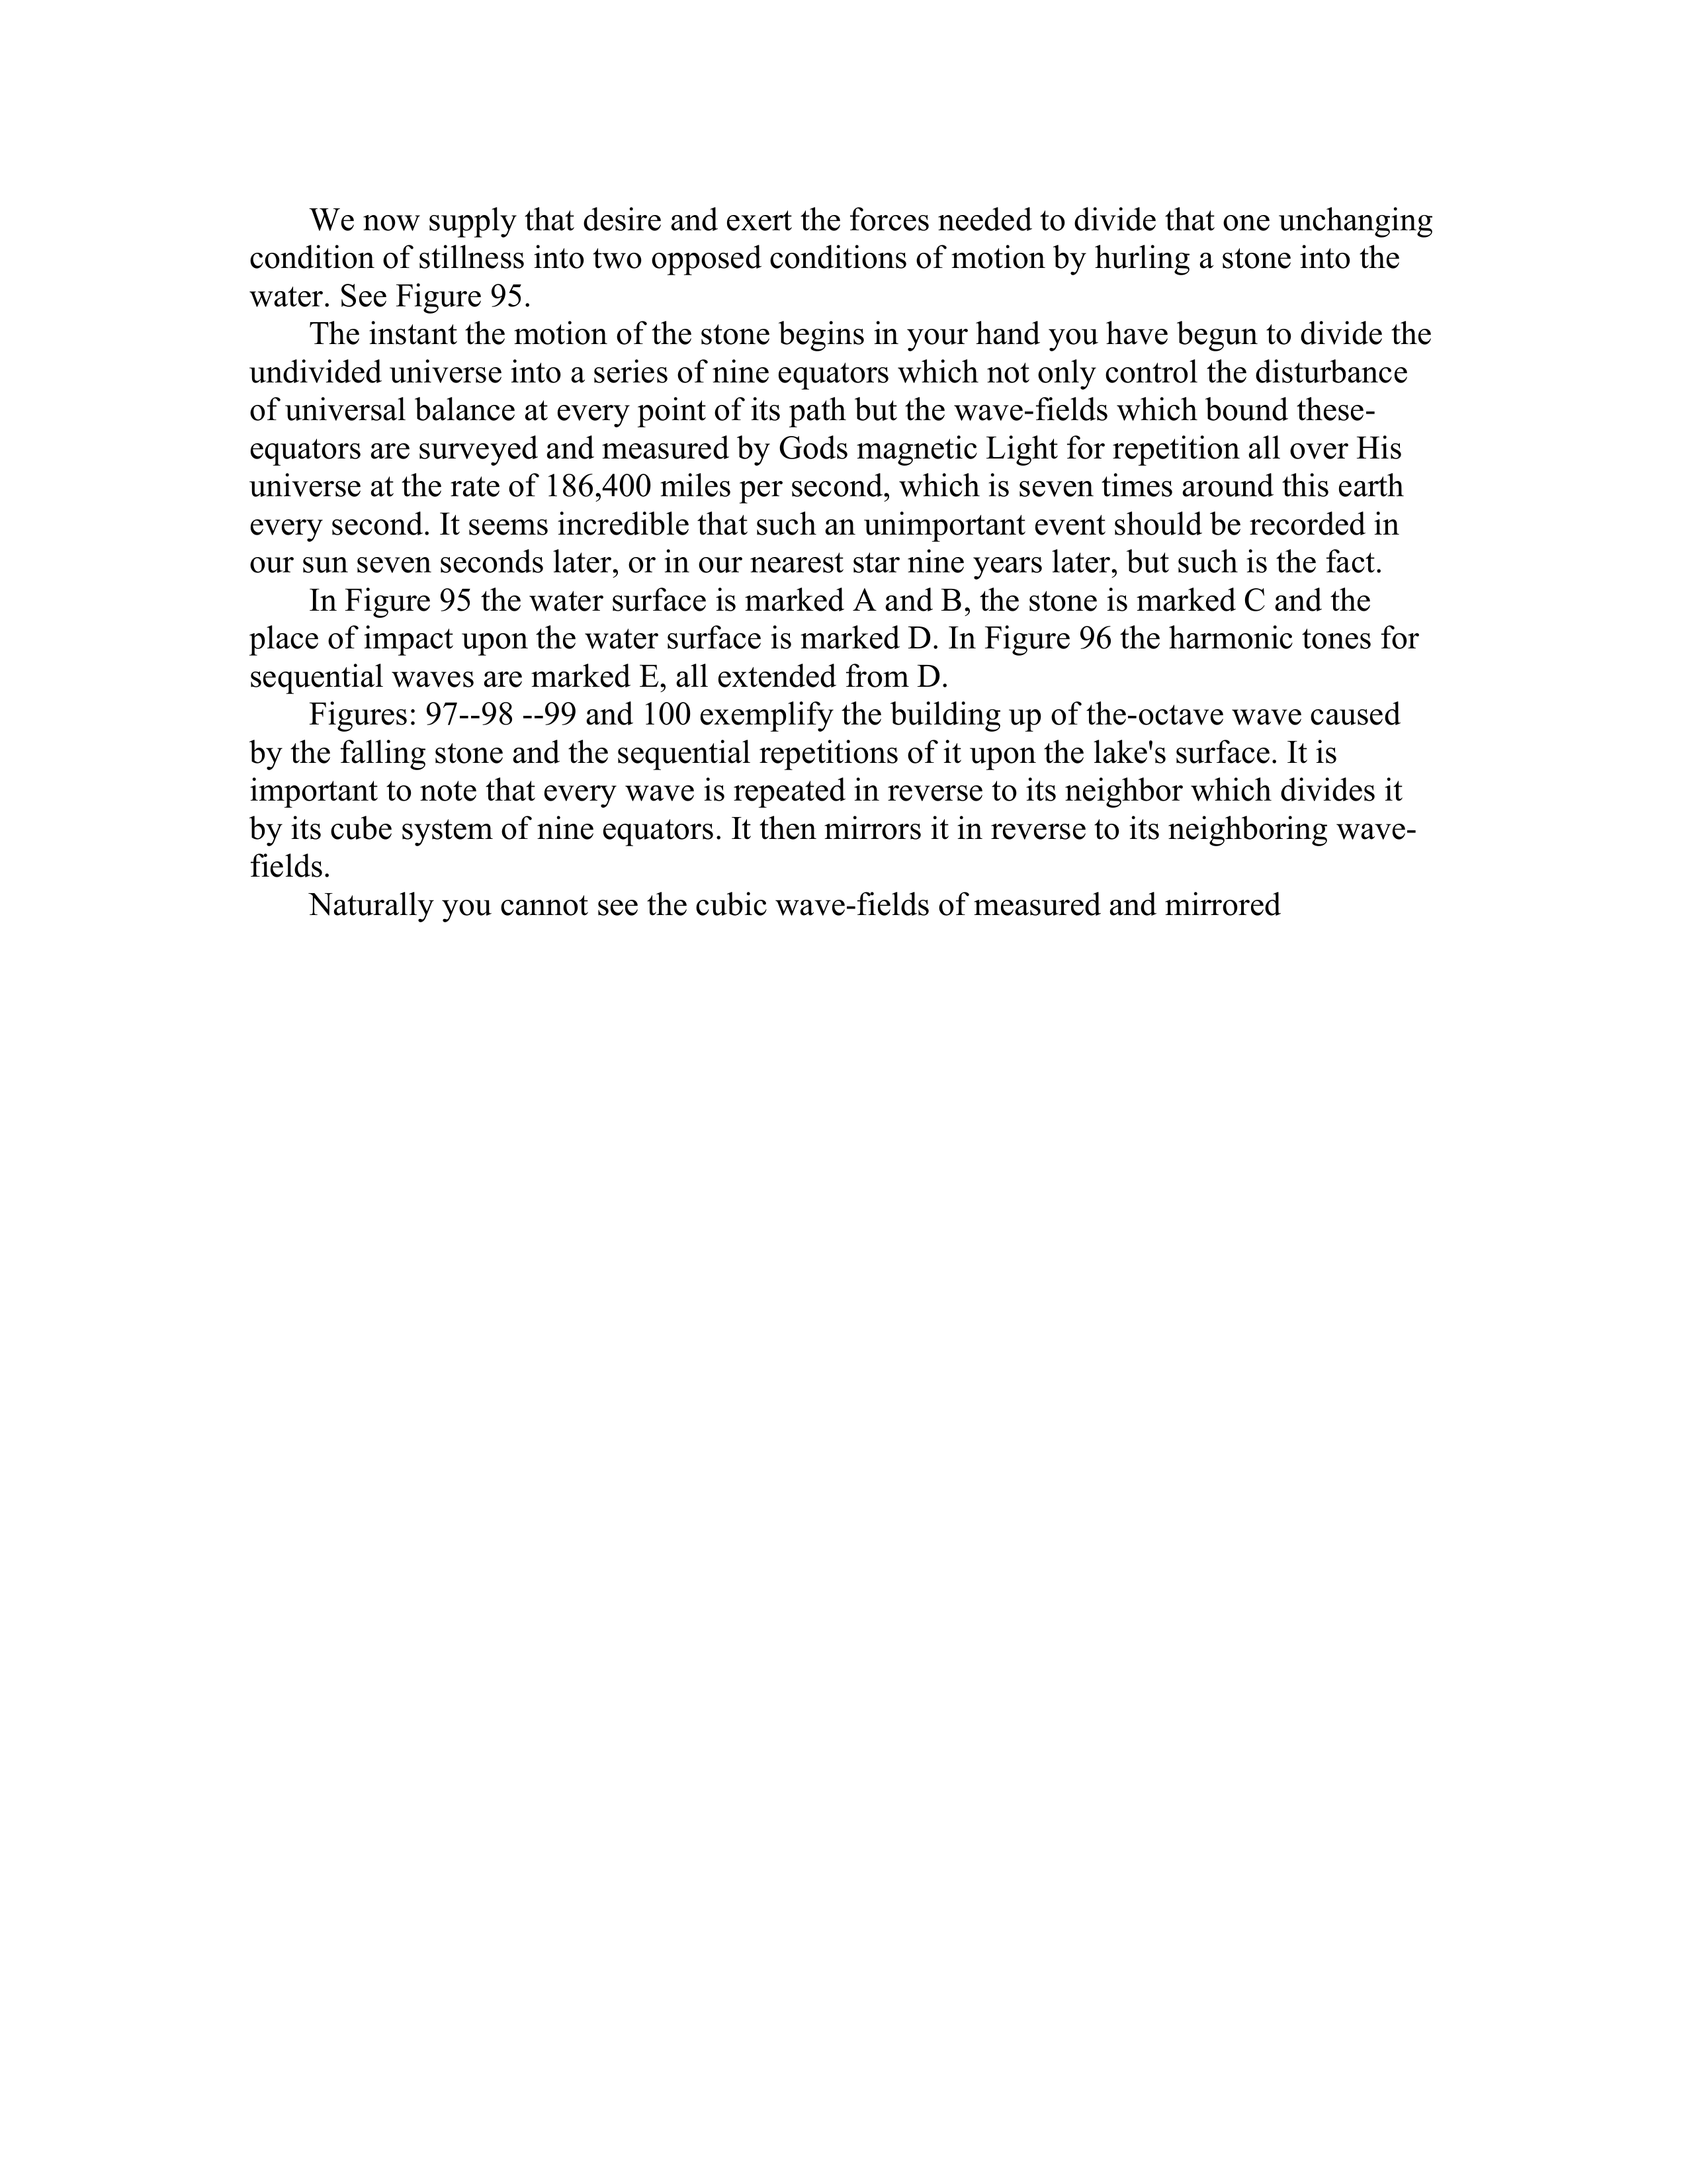 We now supply that desire and exert the forces needed to divide that one unchanging
condition of stillness into two opposed conditions of motion by hurling a stone into the
water. See Figure 95.
The instant the motion of the stone begins in your hand you have begun to divide the
undivided universe into a series of nine equators which not only control the disturbance
of universal balance at every point of its path but the wave-fields which bound these-
equators are surveyed and measured by Gods magnetic Light for repetition all over His
universe at the rate of 186,400 miles per second, which is seven times around this earth
every second. It seems incredible that such an unimportant event should be recorded in
our sun seven seconds later, or in our nearest star nine years later, but such is the fact.
In Figure 95 the water surface is marked A and B, the stone is marked C and the
place of impact upon the water surface is marked D. In Figure 96 the harmonic tones for
sequential waves are marked E, all extended from D.
Figures: 97--98 --99 and 100 exemplify the building up of the-octave wave caused
by the falling stone and the sequential repetitions of it upon the lake's surface. It is
important to note that every wave is repeated in reverse to its neighbor which divides it
by its cube system of nine equators. It then mirrors it in reverse to its neighboring wave-
fields.
Naturally you cannot see the cubic wave-fields of measured and mirrored